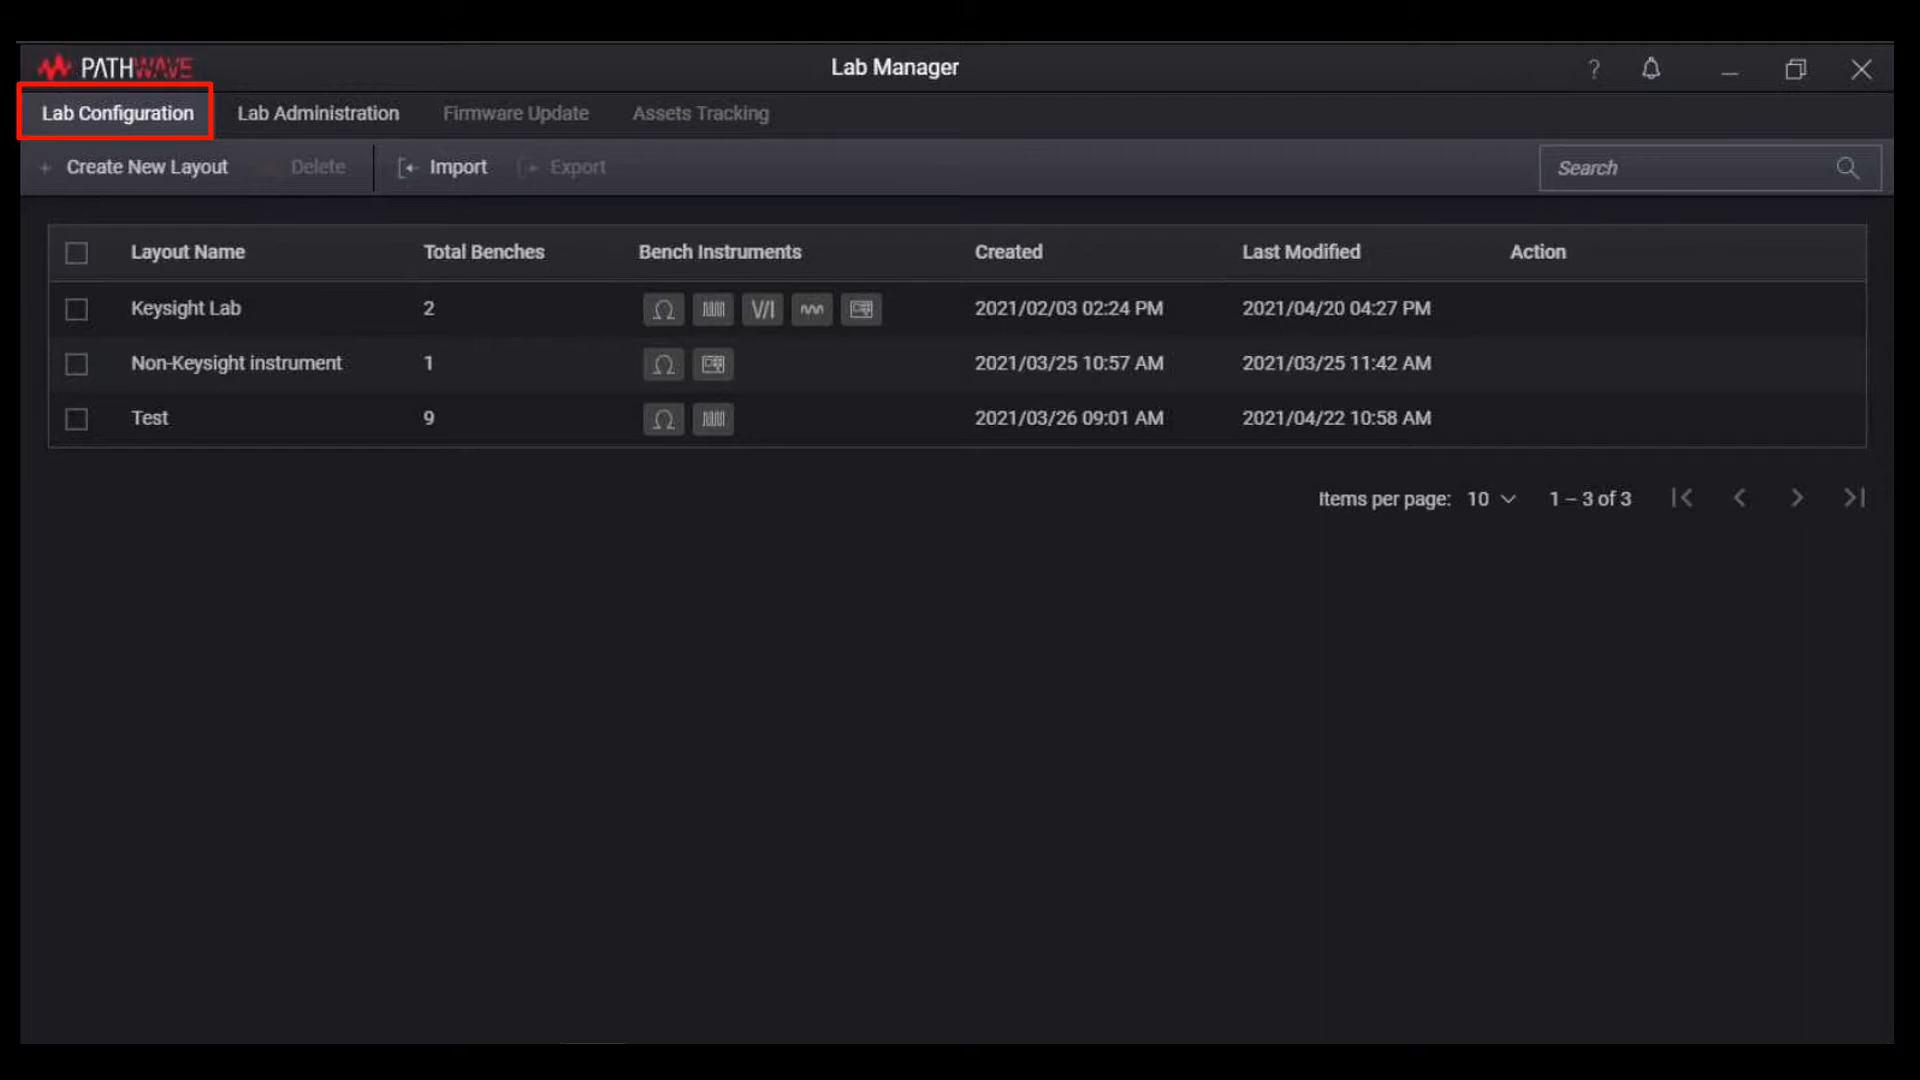 PATHWAVE
Lab Manager
?
Lab Configuration
Lab Administration
Firmware Update
Assets Tracking
+ Create New Layout
Delete
Import
Export
Search
Layout Name
Total Benches
Bench Instruments
Created
Last Modified
Action
Keysight Lab
2
Ω
V/I
2021/02/03 02:24 PM
2021/04/20 04:27 PM
Non-Keysight instrument
1
Ω
2021/03/25 10:57 AM
2021/03/25 11:42 AM
Test
9
Ω
2021/03/26 09:01 AM
2021/04/22 10:58 AM
Items per page: 10
1 – 3 of 3